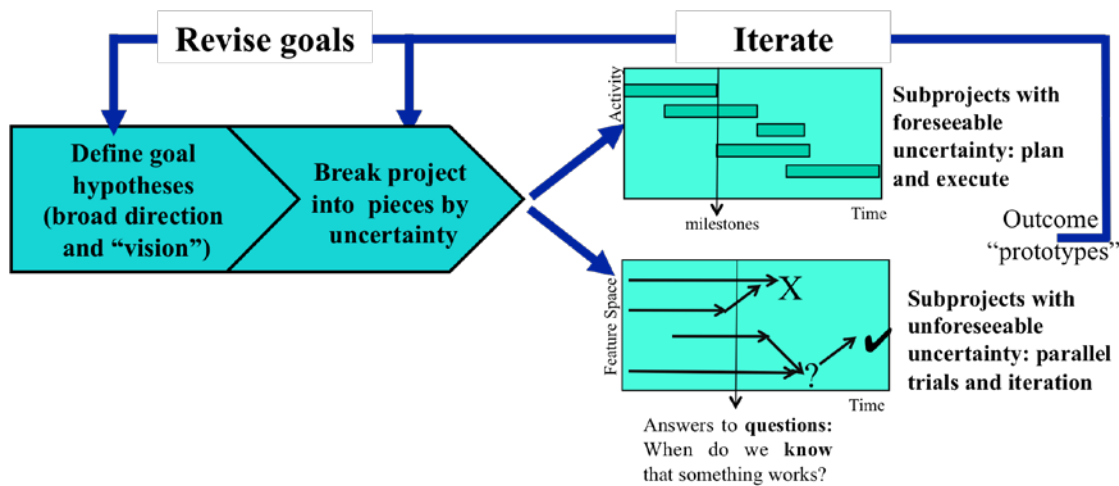 Revise goals
Iterate
Define goal
hypotheses
(broad direction
and “vision”)
Break project
into pieces by
uncertainty
Activity
Time
milestones
Subprojects with
foreseeable
uncertainty: plan
and execute
Outcome
“prototypes”
Feature Space
X
?
Time
Subprojects with
unforeseeable
uncertainty: parallel
trials and iteration
Answers to questions:
When do we know
that something works?